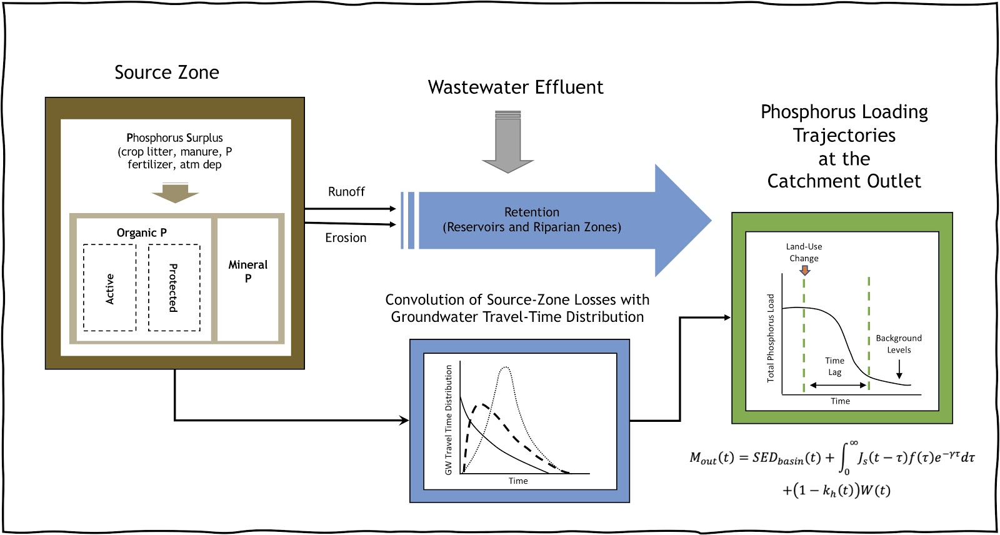 Source Zone
Phosphorus Surplus
(crop litter, manure, P
fertilizer, atm dep
Organic P
Active
Protected
Mineral
P
Runoff
Erosion
Wastewater Effluent
Retention
(Reservoirs and Riparian Zones)
Convolution of Source-Zone Losses with
Groundwater Travel-Time Distribution
GW Travel Time Distribution
Time
Phosphorus Loading
Trajectories
at the
Catchment Outlet
Land-Use
Change
Total Phosphorus Load
Time
Lag
Background
Levels
Time
M_out(t) = SED_basin(t) + ∫_0^∞ J_s(t − τ)f(τ)e^{−γτ}dτ
+(1 − k_h(t))W(t)